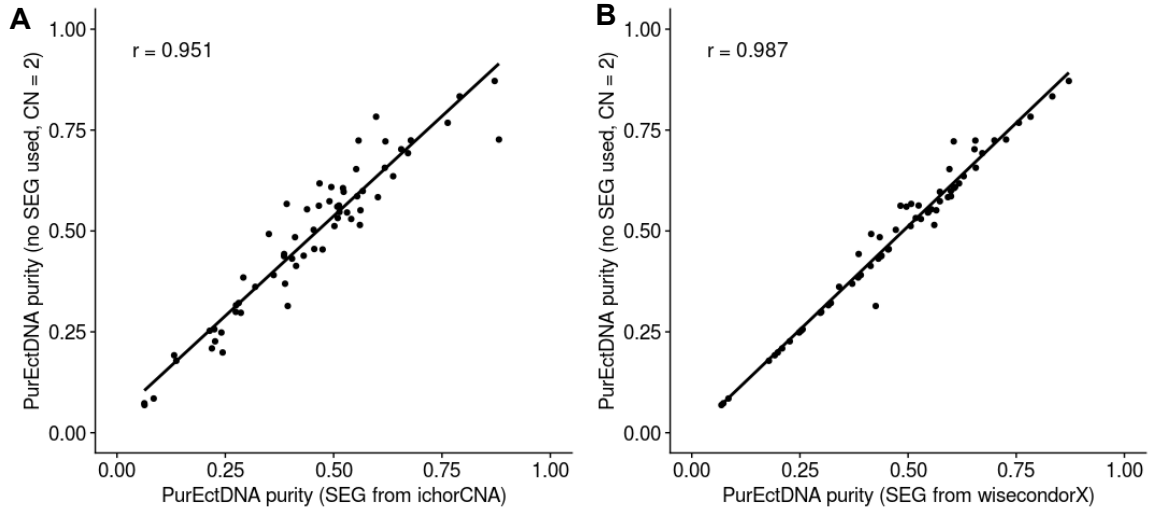 A
r = 0.951
PurEctDNA purity (no SEG used, CN = 2)
1.00
0.75
0.50
0.25
0.00
0.00 0.25 0.50 0.75 1.00
PurEctDNA purity (SEG from ichorCNA)
B
r = 0.987
PurEctDNA purity (no SEG used, CN = 2)
1.00
0.75
0.50
0.25
0.00
0.00 0.25 0.50 0.75 1.00
PurEctDNA purity (SEG from wisecondorX)